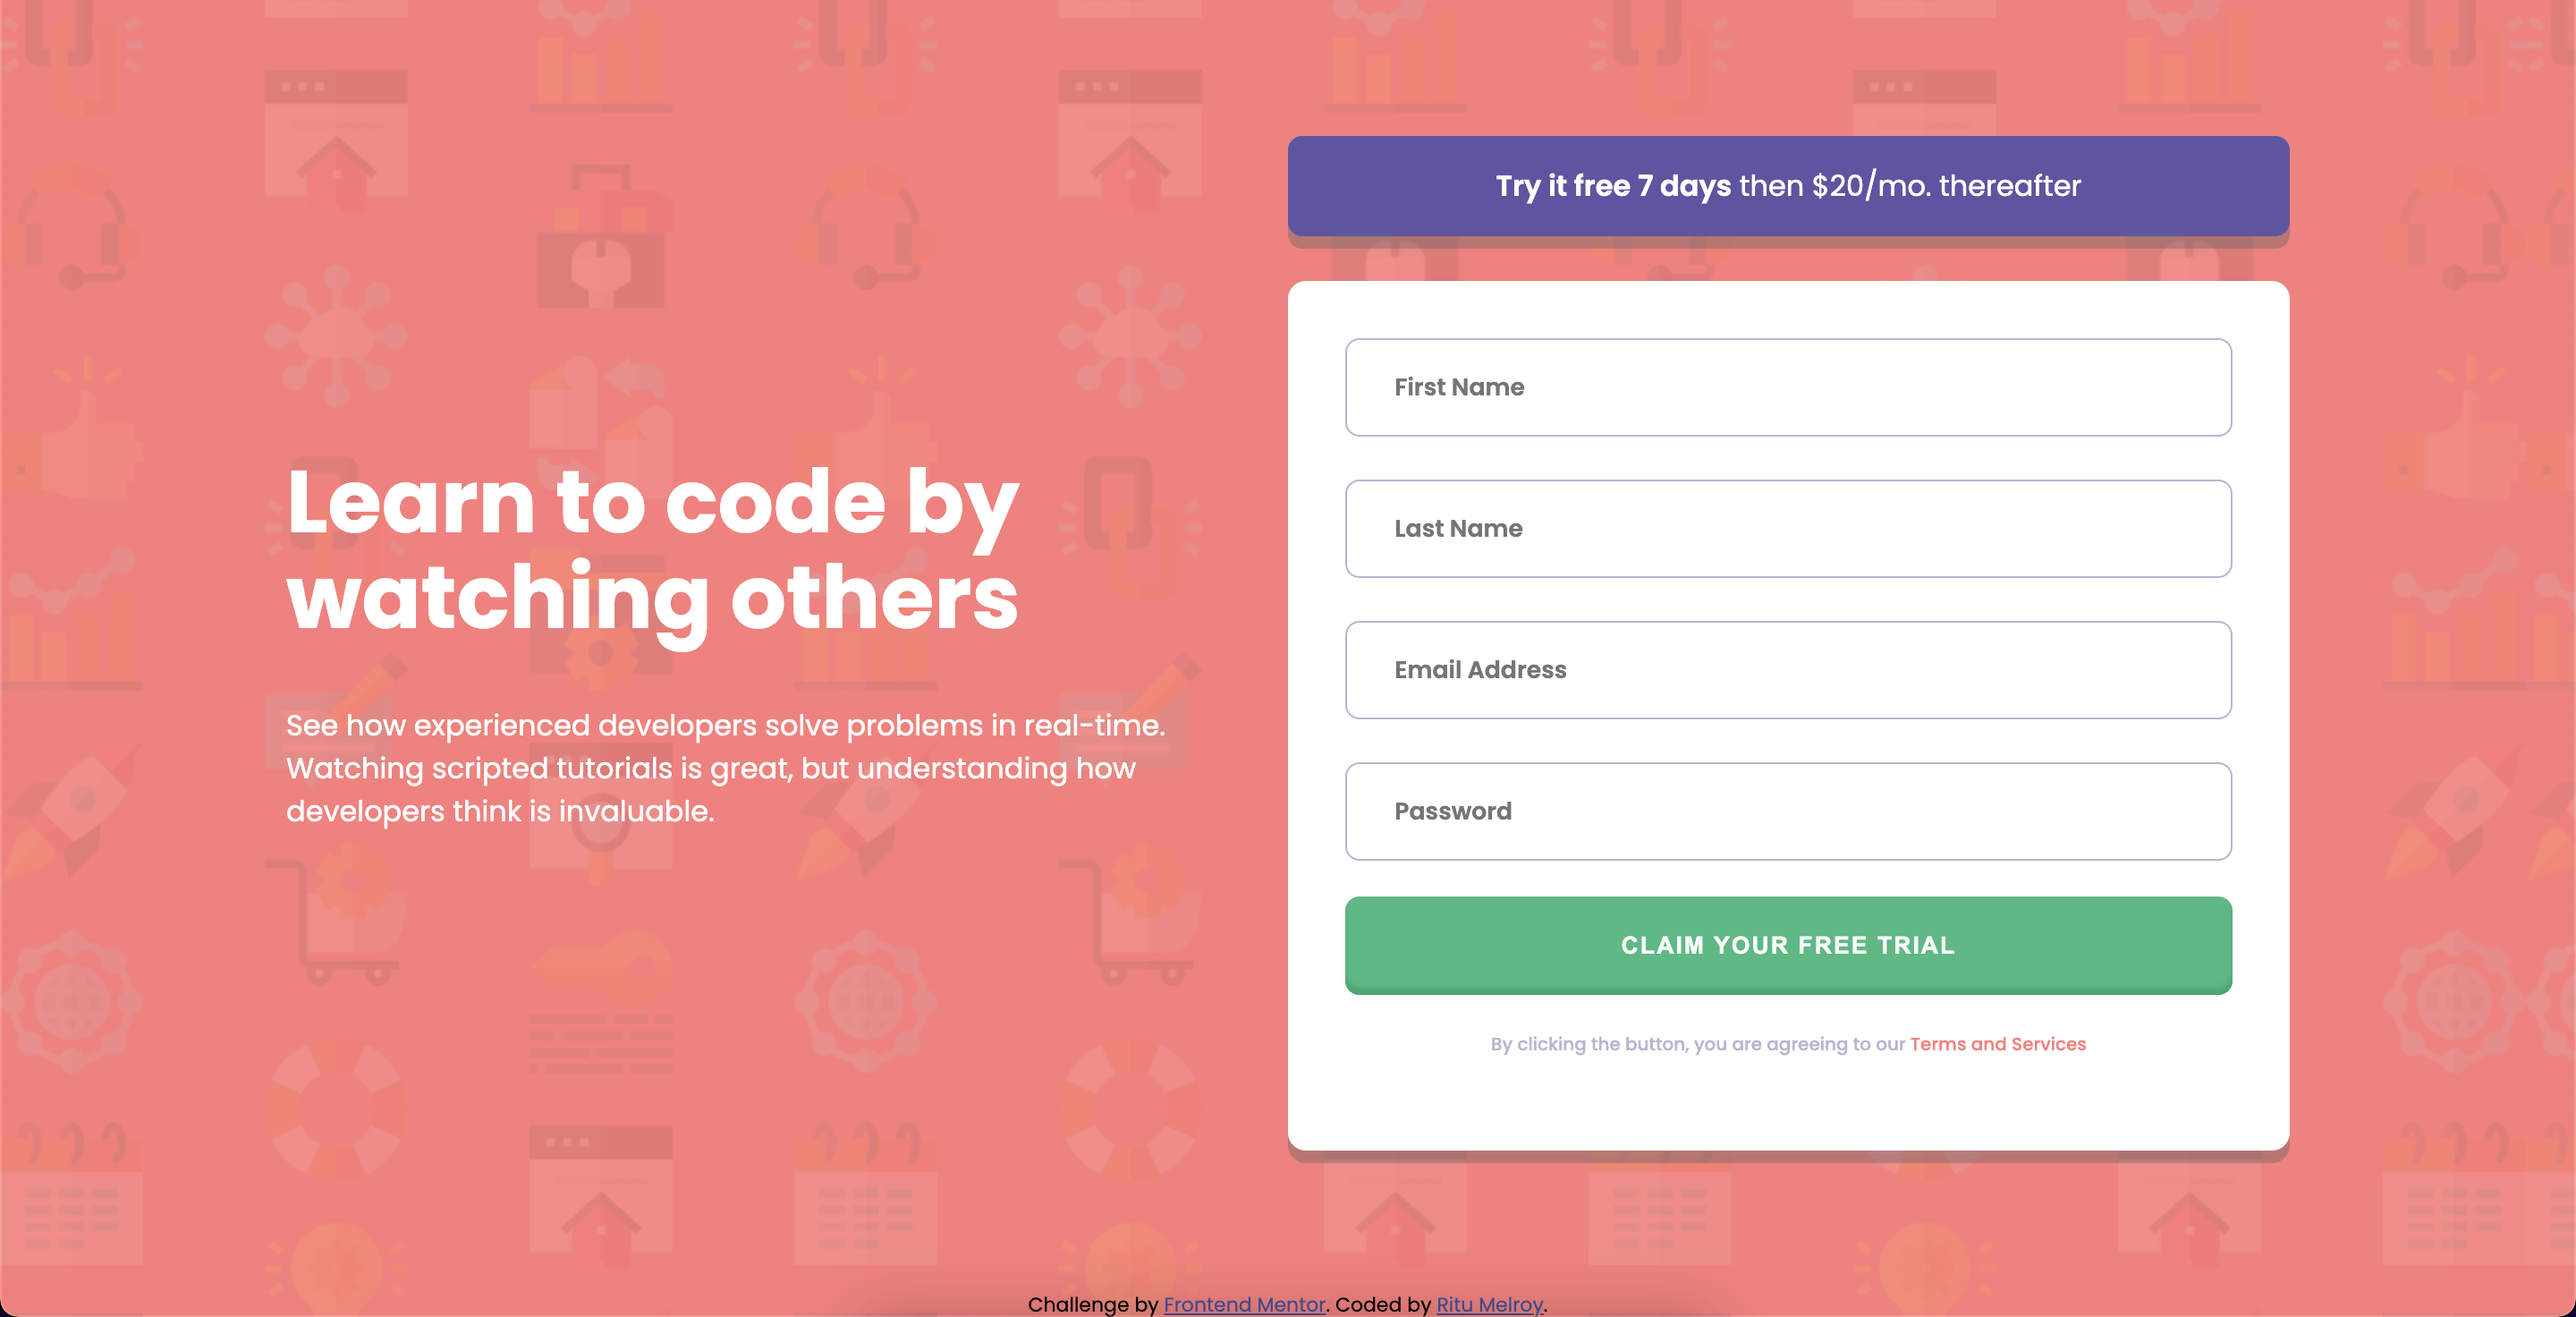 Learn to code by
watching others
See how experienced developers solve problems in real-time.
Watching scripted tutorials is great, but understanding how
developers think is invaluable.
Try it free 7 days then $20/mo. thereafter
First Name
Last Name
Email Address
Password
CLAIM YOUR FREE TRIAL
By clicking the button, you are agreeing to our Terms and Services
Challenge by Frontend Mentor. Coded by Ritu Melroy.